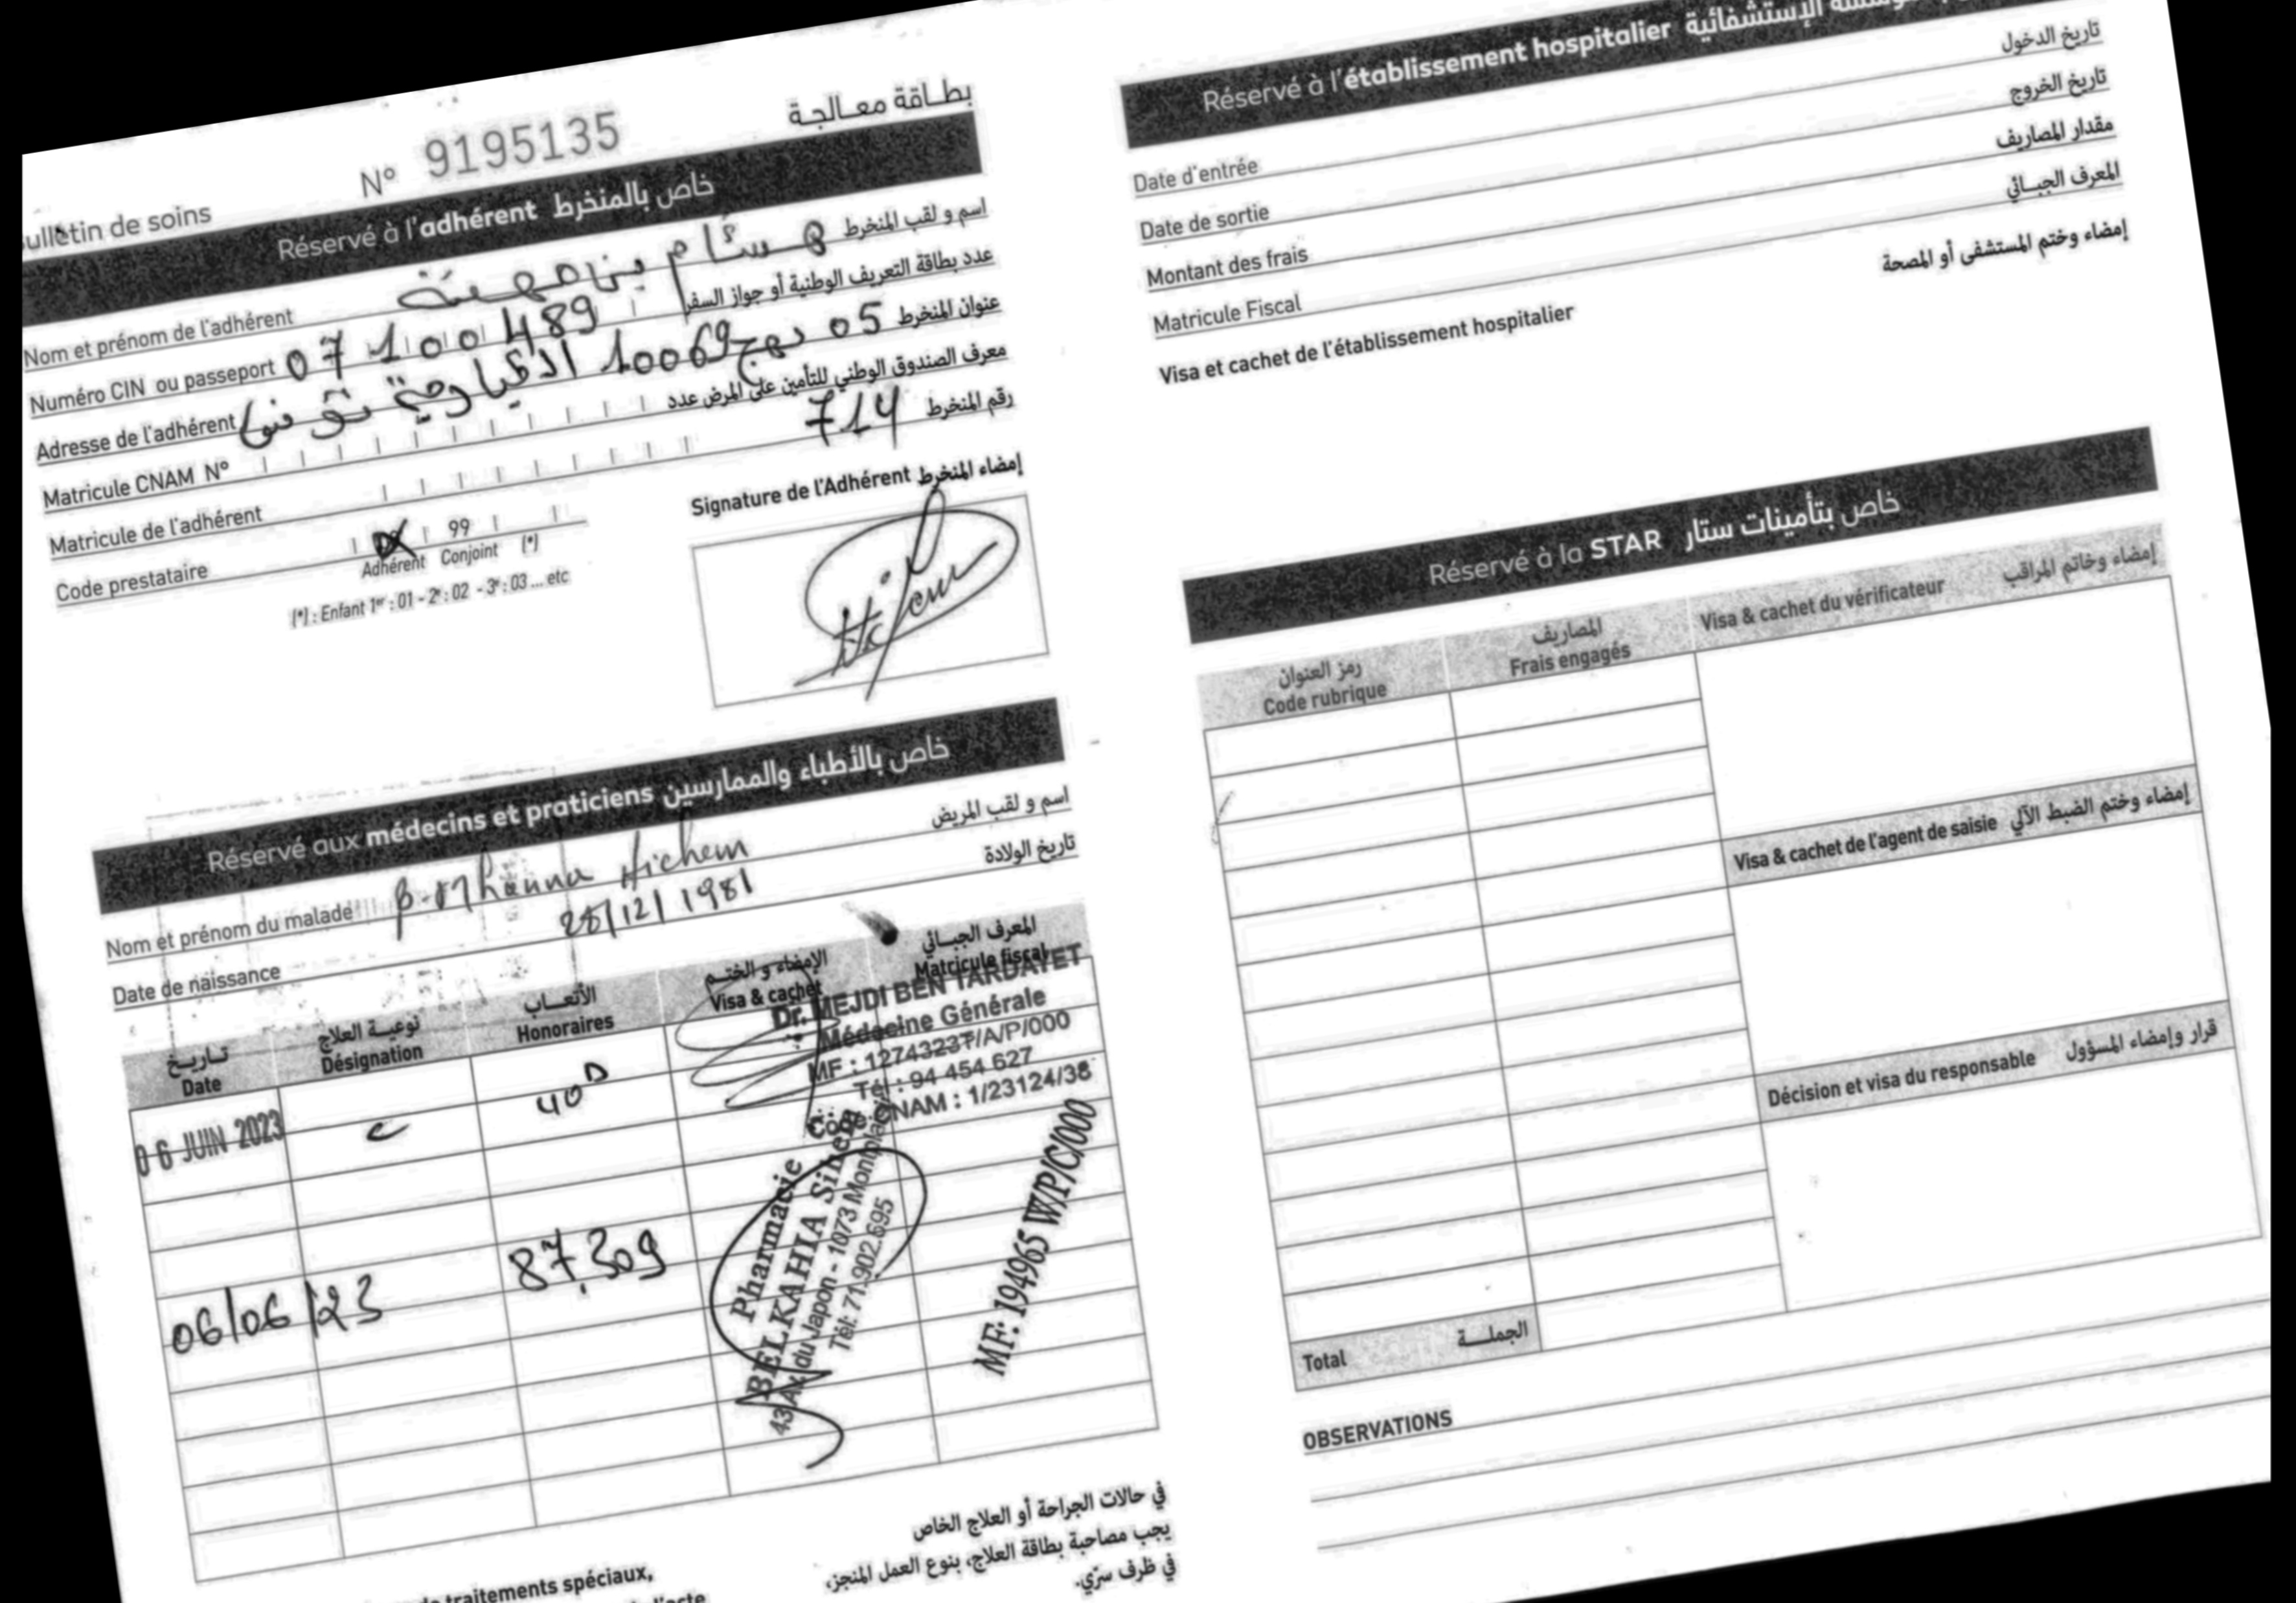 Bulletin de soins
N° 9195135
بطاقة معالجة
Réservé à l'adhérent خاص بالمنخرط
Nom et prénom de l'adhérent هشام بن مهنة اسم و لقب المنخرط
Numéro CIN ou passeport 07100489 عدد بطاقة التعريف الوطنية أو جواز السفر
Adresse de l'adhérent 05 نهج 10069 تونس عنوان المنخرط
Matricule CNAM N° معرف الصندوق الوطني للتأمين على المرض عدد
Matricule de l'adhérent 714 رقم المنخرط
Code prestataire 99
Adhérent Conjoint (*)
(*) : Enfant 1er : 01 - 2e : 02 - 3e : 03 ... etc
Signature de l'Adhérent إمضاء المنخرط
Hichem
Réservé aux médecins et praticiens خاص بالأطباء والممارسين
Nom et prénom du malade B. Mhenna Hichem اسم و لقب المريض
Date de naissance 28/12/1981 تاريخ الولادة
تاريخ نوعية العلاج الأتعاب الإمضاء و الختم المعرف الجبائي
Date Désignation Honoraires Visa & cachet Matricule fiscal
06 JUIN 2023 c 40D
Dr. MEJDI BEN TARDAYET
Médecine Générale
MF : 1274323T/A/P/000
Tél : 94 454 627
Code CNAM : 1/23124/38
06/06/23 87,309
Pharmacie
BELKAHIA Sihem
43 Av. du Japon - 1073 Montplaisir
Tél: 71.902.695
MF: 194965 W/P/C/000
traitements spéciaux,
في حالات الجراحة أو العلاج الخاص
يجب مصاحبة بطاقة العلاج، بنوع العمل المنجز،
في ظرف سرّي.
Réservé à l'établissement hospitalier الإستشفائية
Date d'entrée تاريخ الدخول
Date de sortie تاريخ الخروج
Montant des frais مقدار المصاريف
Matricule Fiscal المعرف الجبائي
Visa et cachet de l'établissement hospitalier إمضاء وختم المستشفى أو المصحة
Réservé à la STAR خاص بتأمينات ستار
رمز العنوان المصاريف إمضاء وخاتم المراقب
Code rubrique Frais engagés Visa & cachet du vérificateur
Visa & cachet de l'agent de saisie إمضاء وختم الضبط الآلي
Décision et visa du responsable قرار وإمضاء المسؤول
Total الجملة
OBSERVATIONS